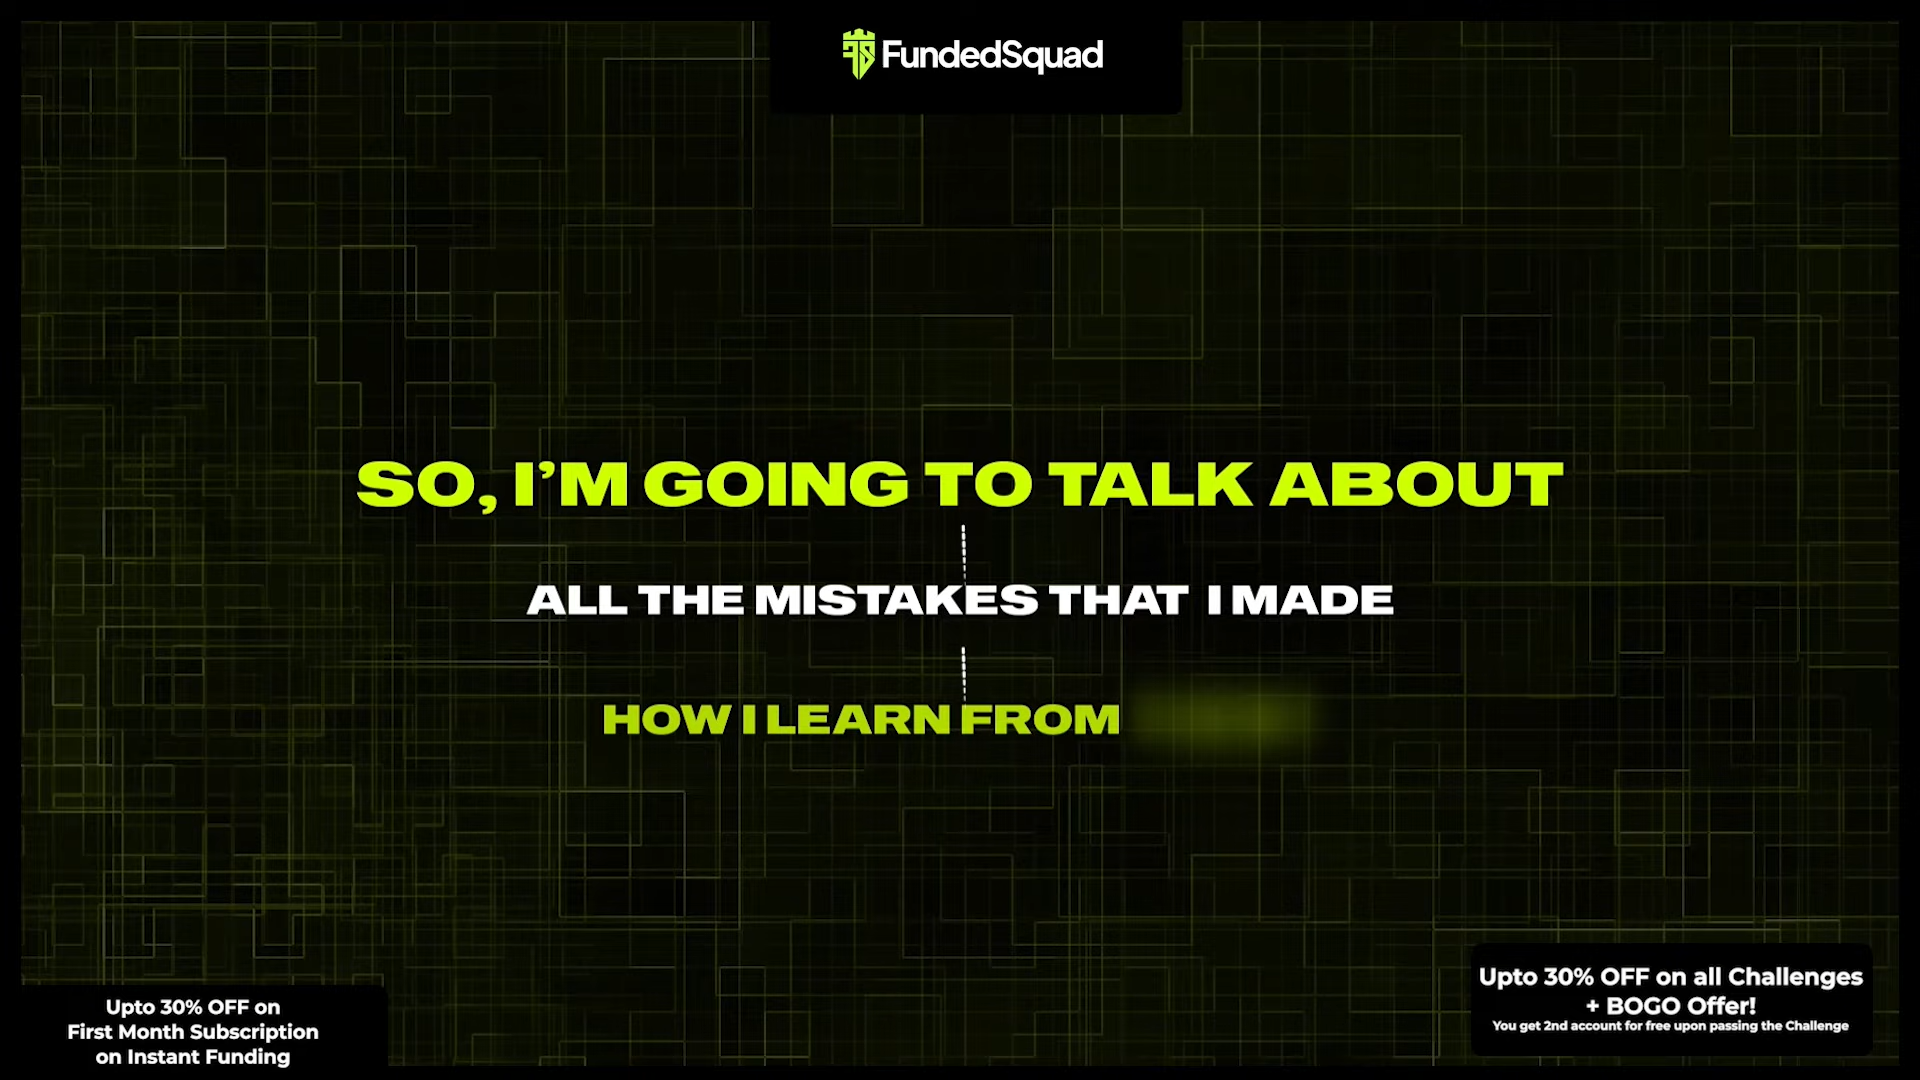 FundedSquad
SO, I'M GOING TO TALK ABOUT
ALL THE MISTAKES THAT I MADE
HOW I LEARN FROM
Upto 30% OFF on
First Month Subscription
on Instant Funding
Upto 30% OFF on all Challenges
+ BOGO Offer!
You get 2nd account for free upon passing the Challenge